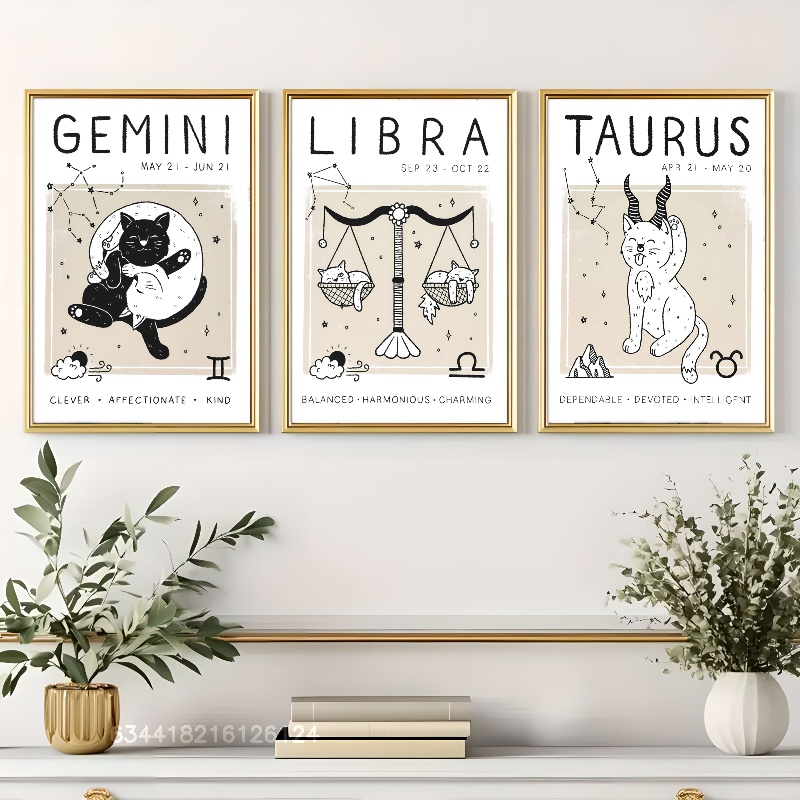 GEMINI
MAY 21 - JUN 21
CLEVER • AFFECTIONATE • KIND
LIBRA
SEP 23 - OCT 22
BALANCED • HARMONIOUS • CHARMING
TAURUS
APR 21 - MAY 20
DEPENDABLE • DEVOTED • INTELLIGENT
634418216126124